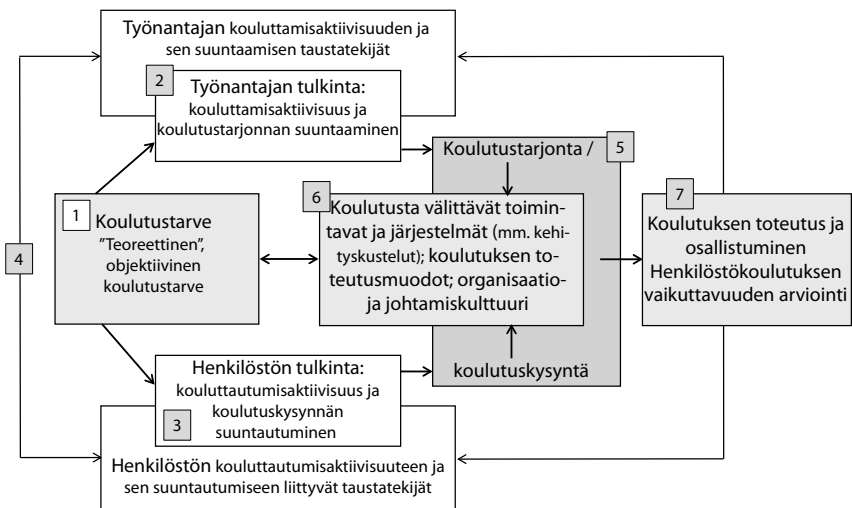 Työnantajan kouluttamisaktiivisuuden ja
sen suuntaamisen taustatekijät
2
Työnantajan tulkinta:
kouluttamisaktiivisuus ja
koulutustarjonnan suuntaaminen
Koulutustarjonta /
5
1
Koulutustarve
"Teoreettinen",
objektiivinen
koulutustarve
4
6
Koulutusta välittävät toimin-
tavat ja järjestelmät (mm. kehi-
tyskustelut); koulutuksen to-
teutusmuodot; organisaatio-
ja johtamiskulttuuri
7
Koulutuksen toteutus ja
osallistuminen
Henkilöstökoulutuksen
vaikuttavuuden arviointi
koulutuskysyntä
Henkilöstön tulkinta:
kouluttautumisaktiivisuus ja
koulutuskysynnän
suuntautuminen
3
Henkilöstön kouluttautumisaktiivisuuteen ja
sen suuntautumiseen liittyvät taustatekijät